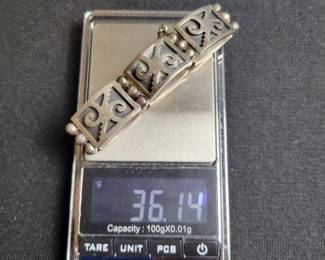 g
36.14
Capacity : 100gX0.01g
TARE UNIT PCS